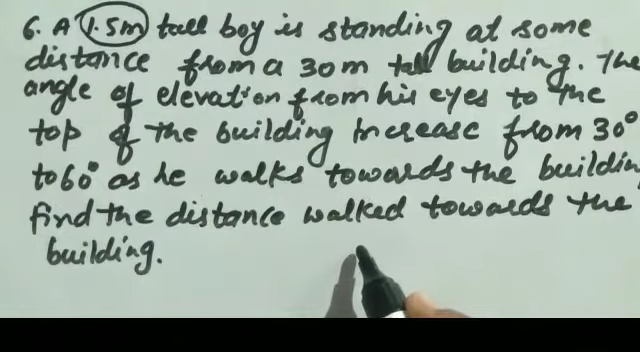 6. A 1.5m tall boy is standing at some
distance from a 30m tall building. The
angle of elevation from his eyes to the
top of the building Increase from 30°
to 60° as he walks towards the buildin
find the distance walked towards the
building.